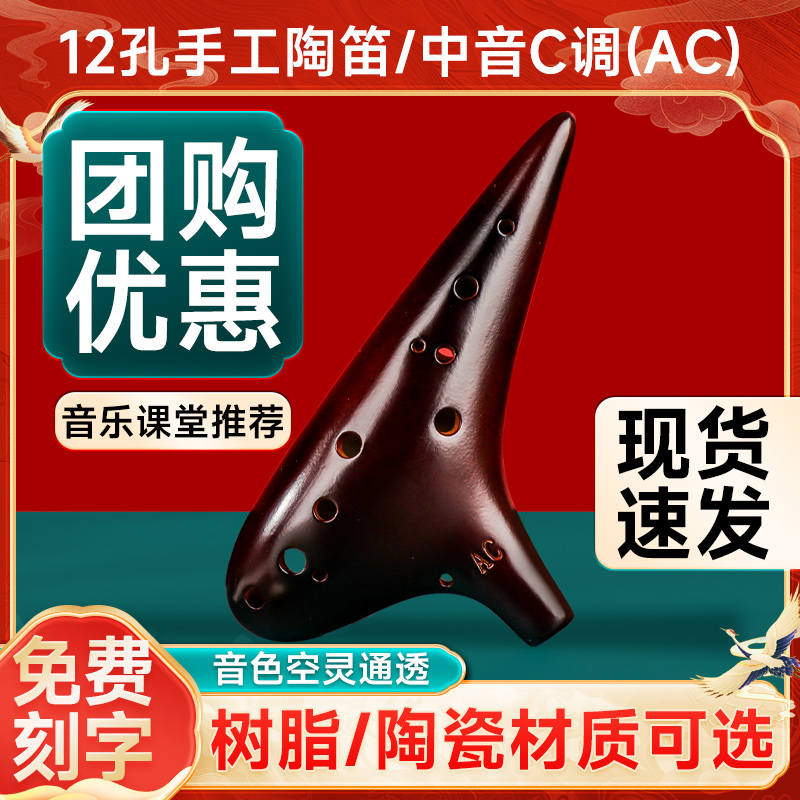 12孔手工陶笛/中音C调(AC)
团购
优惠
音乐课堂推荐
现货
速发
AC
免费
刻字
音色空灵通透
树脂/陶瓷材质可选